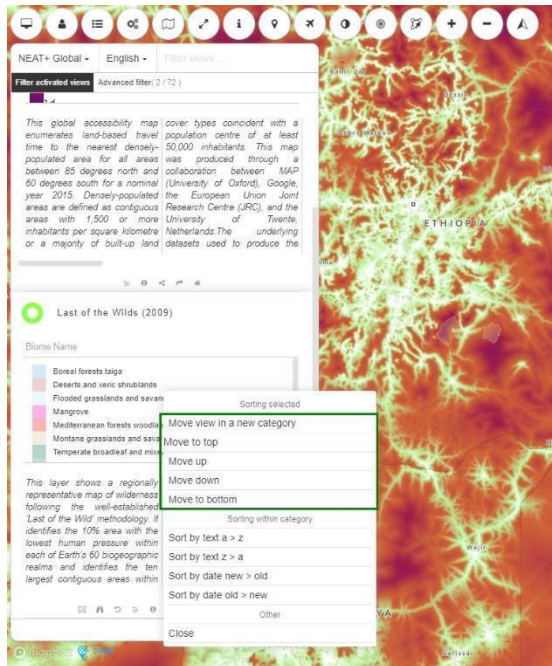 NEAT+ Global
English
Filter views ...
Filter activated views
Advanced filter( 2 / 72 )
This global accessibility map
enumerates land-based travel
time to the nearest densely-
populated area for all areas
between 85 degrees north and
60 degrees south for a nominal
year 2015. Densely-populated
areas are defined as contiguous
areas with 1,500 or more
inhabitants per square kilometre
or a majority of built-up land
cover types coincident with a
population centre of at least
50,000 inhabitants. This map
was produced through a
collaboration between MAP
(University of Oxford), Google,
the European Union Joint
Research Centre (JRC), and the
University of Twente,
Netherlands.The underlying
datasets used to produce the
Last of the Wilds (2009)
Biome Name
Boreal forests taiga
Deserts and xeric shrublands
Flooded grasslands and savan
Mangrove
Mediterranean forests woodla
Montane grasslands and sava
Temperate broadleaf and mixe
This layer shows a regionally
representative map of wilderness
following the well-established
'Last of the Wild' methodology. It
identifies the 10% area with the
lowest human pressure within
each of Earth's 60 biogeographic
realms and identifies the ten
largest contiguous areas within
Sorting selected
Move view in a new category
Move to top
Move up
Move down
Move to bottom
Sorting within category
Sort by text a > z
Sort by text z > a
Sort by date new > old
Sort by date old > new
Other
Close
Bahir Dar
Debre Markos
ETHIOPIA
Wajir
YA
Garissa
mapbox